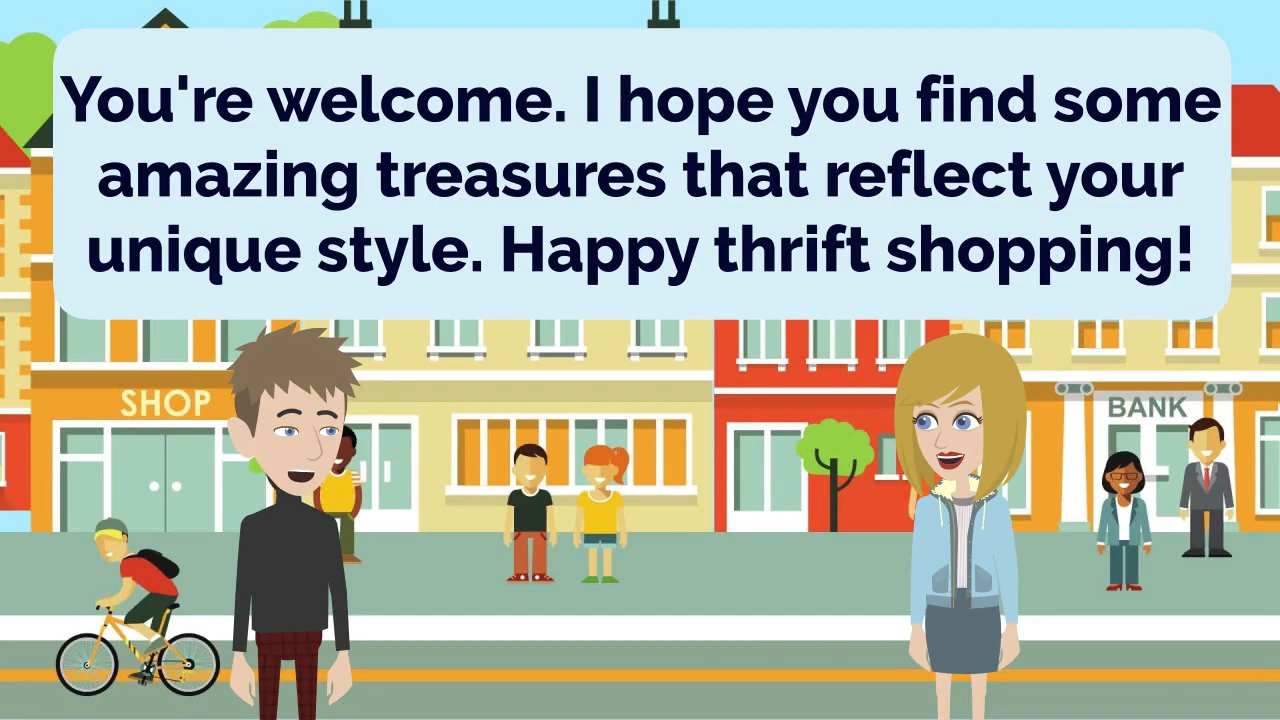 You're welcome. I hope you find some
amazing treasures that reflect your
unique style. Happy thrift shopping!
SHOP
BANK